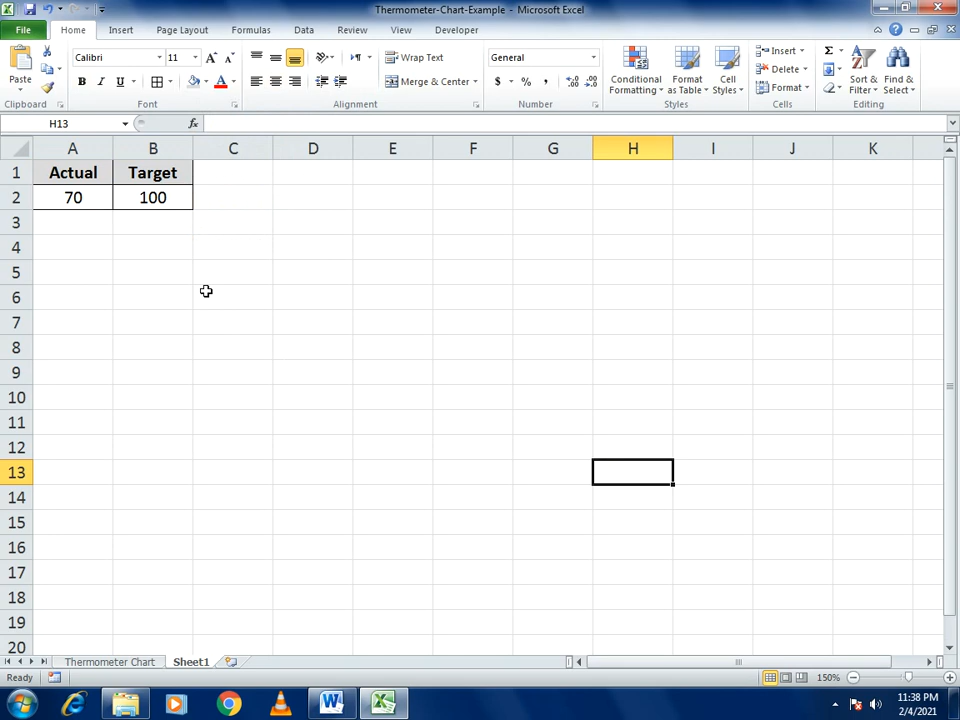 Thermometer-Chart-Example - Microsoft Excel
File Home Insert Page Layout Formulas Data Review View Developer
Paste
Calibri 11 A A
B I U A
Wrap Text
Merge & Center
General
$ % ,
Conditional Formatting
Format as Table
Cell Styles
Insert
Delete
Format
Σ
Sort & Filter
Find & Select
Clipboard Font Alignment Number Styles Cells Editing
H13 fx
A B C D E F G H I J K
1 Actual Target
2 70 100
3
4
5
6
7
8
9
10
11
12
13
14
15
16
17
18
19
20
Thermometer Chart Sheet1
Ready 150%
11:38 PM
2/4/2021